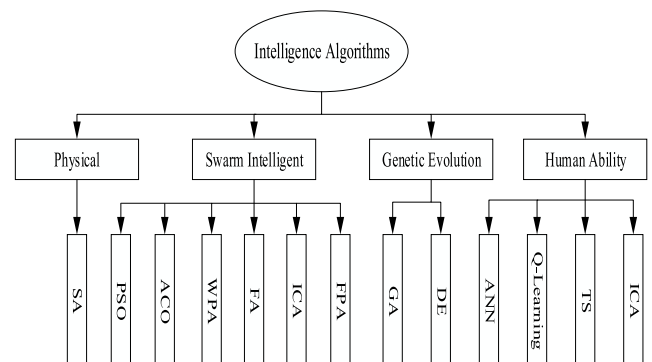 Intelligence Algorithms
Physical
Swarm Intelligent
Genetic Evolution
Human Ability
SA
PSO
ACO
WPA
FA
ICA
FPA
GA
DE
ANN
Q-Learning
TS
ICA